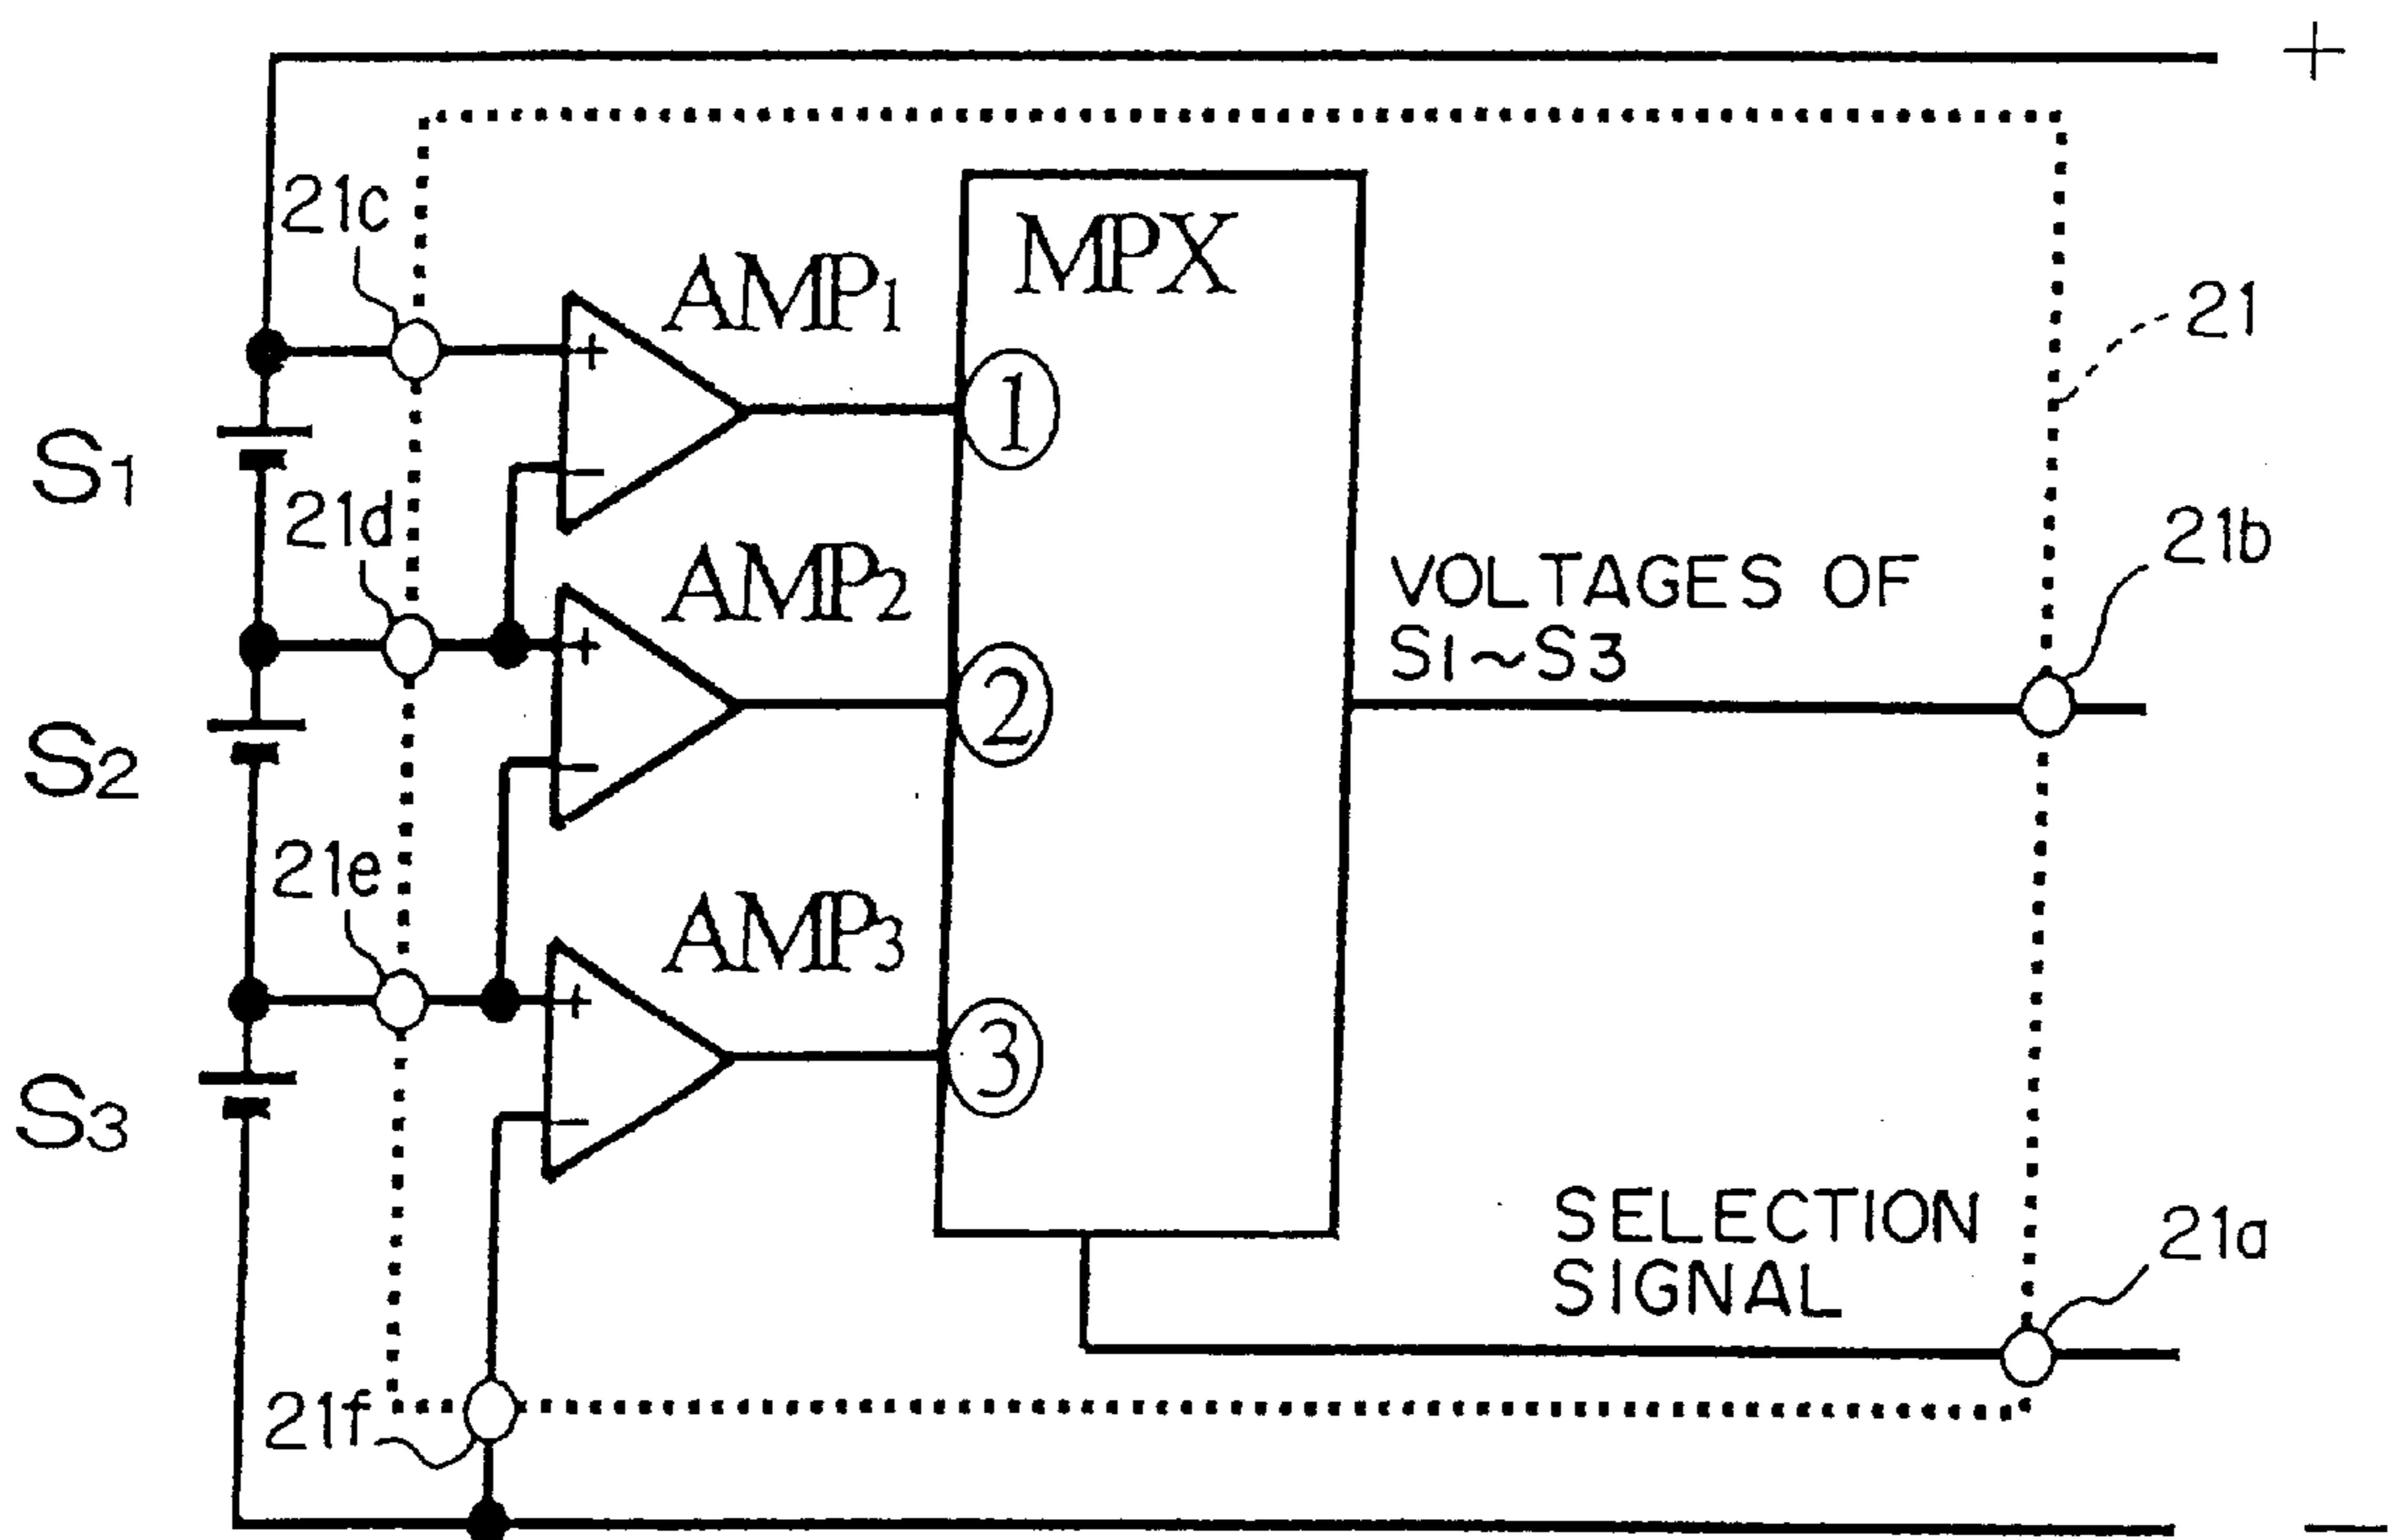 +
21c
MPX
AMP1
+
−
S1
①
21
21d
AMP2
21b
VOLTAGES OF
S1~S3
+
−
S2
②
21e
AMP3
+
−
S3
③
SELECTION
SIGNAL
21a
21f
−